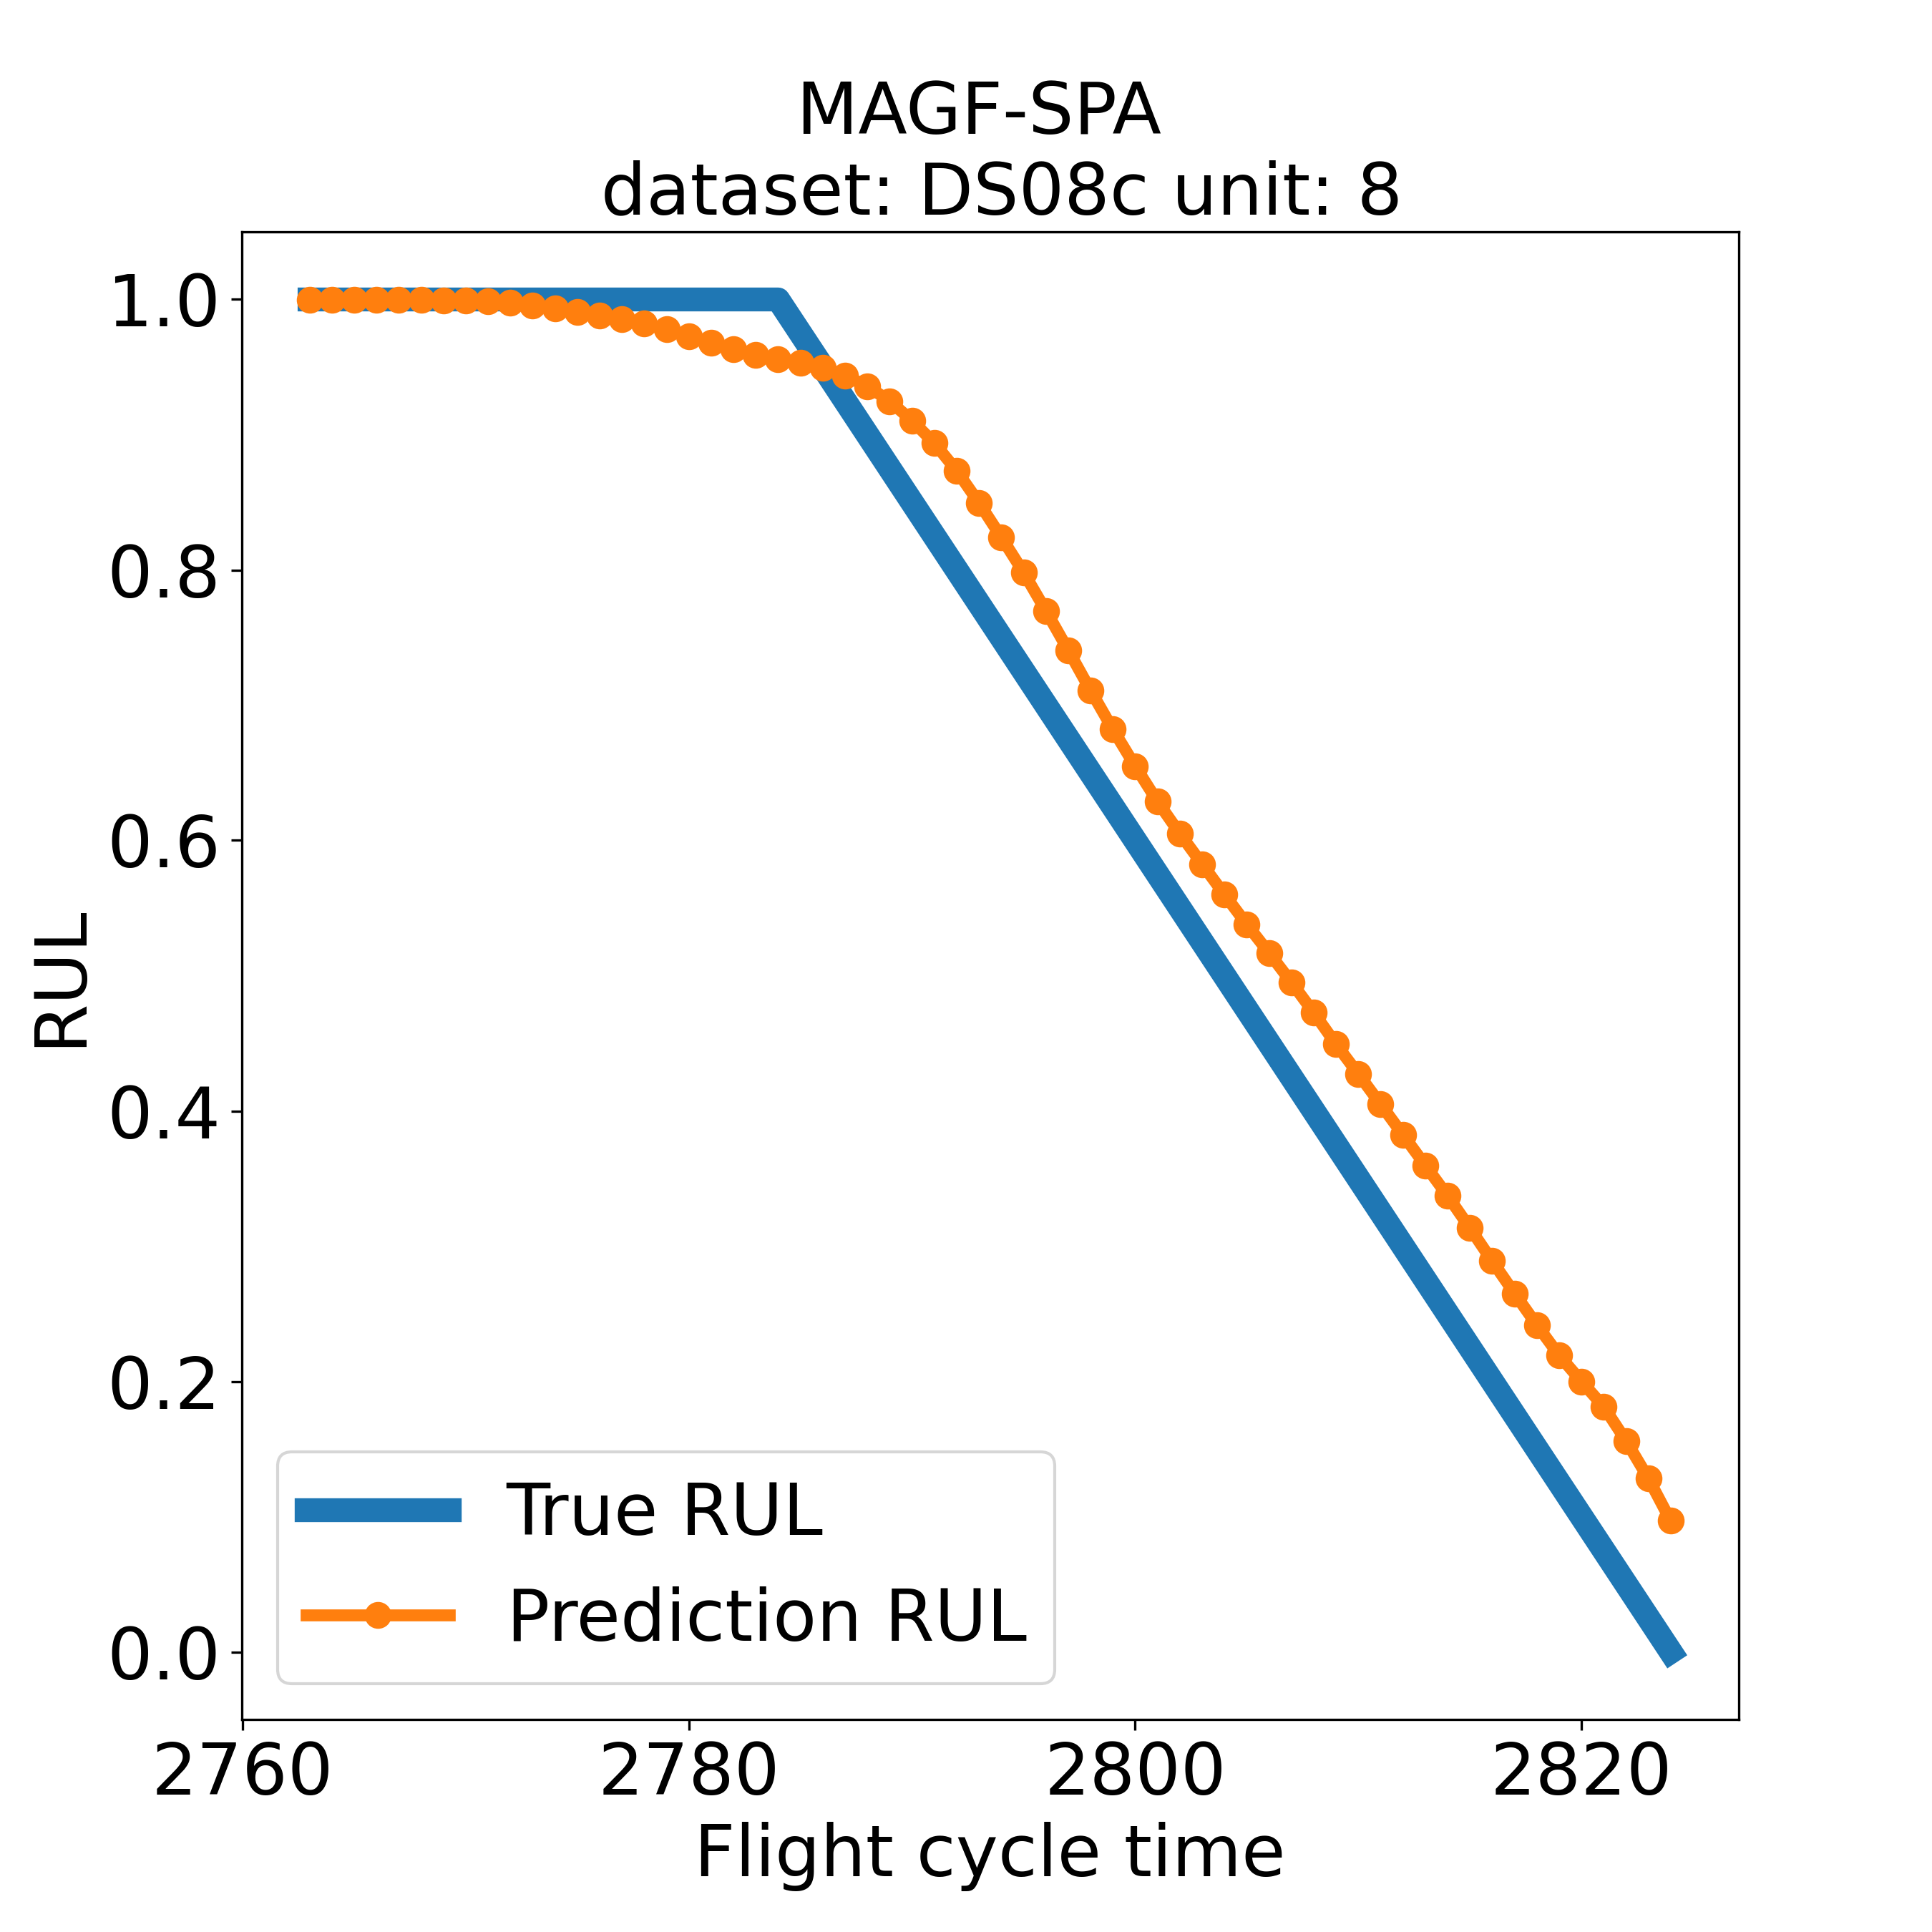 MAGF-SPA
dataset: DS08c unit: 8
1.0
0.8
0.6
0.4
0.2
0.0
RUL
True RUL
Prediction RUL
2760 2780 2800 2820
Flight cycle time